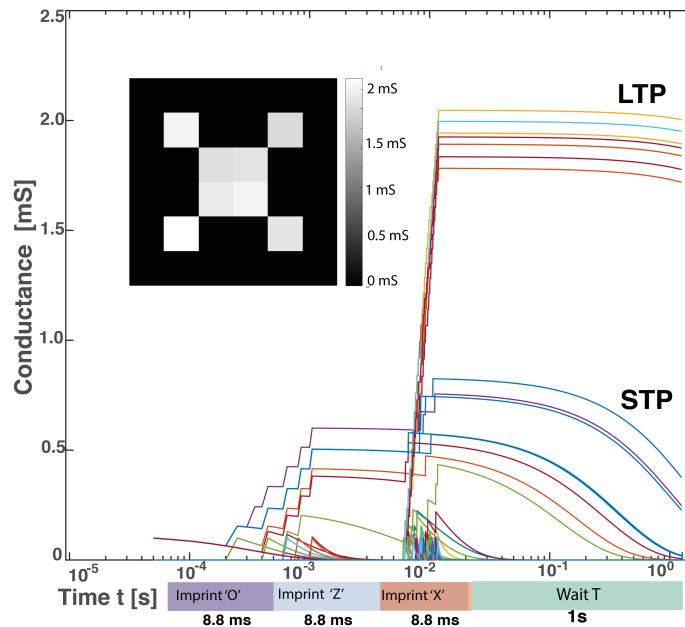 2.5
LTP
2 mS
2.0
1.5 mS
1.5
1 mS
0.5 mS
0 mS
Conductance [mS]
1.0
STP
0.5
0
10-5
10-4
10-3
10-2
10-1
10 0
Time t [s]
Imprint 'O'
Imprint 'Z'
Imprint 'X'
Wait T
8.8 ms
8.8 ms
8.8 ms
1s